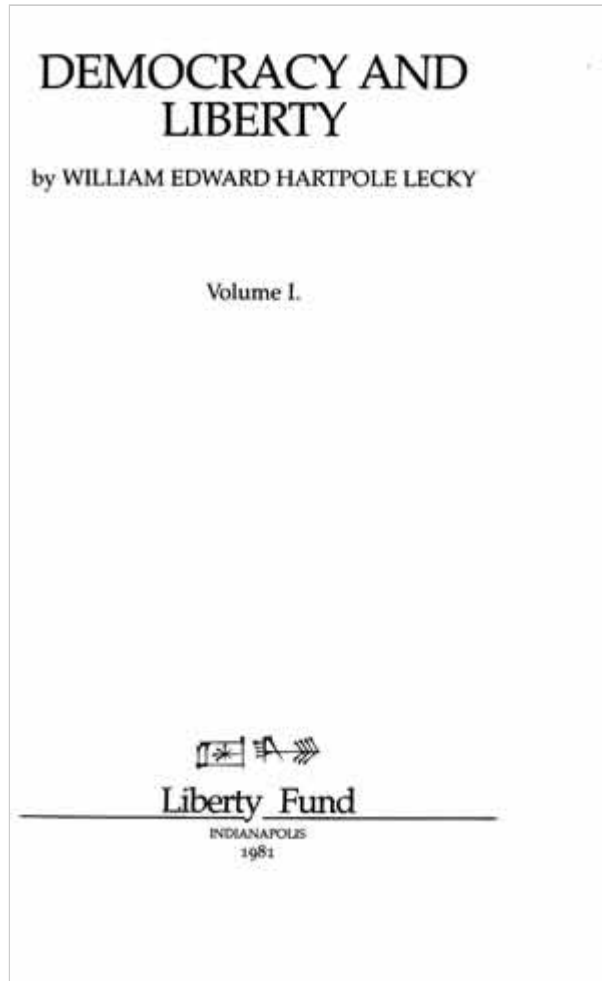 DEMOCRACY AND
LIBERTY
by WILLIAM EDWARD HARTPOLE LECKY
Volume I.
Liberty Fund
INDIANAPOLIS
1981